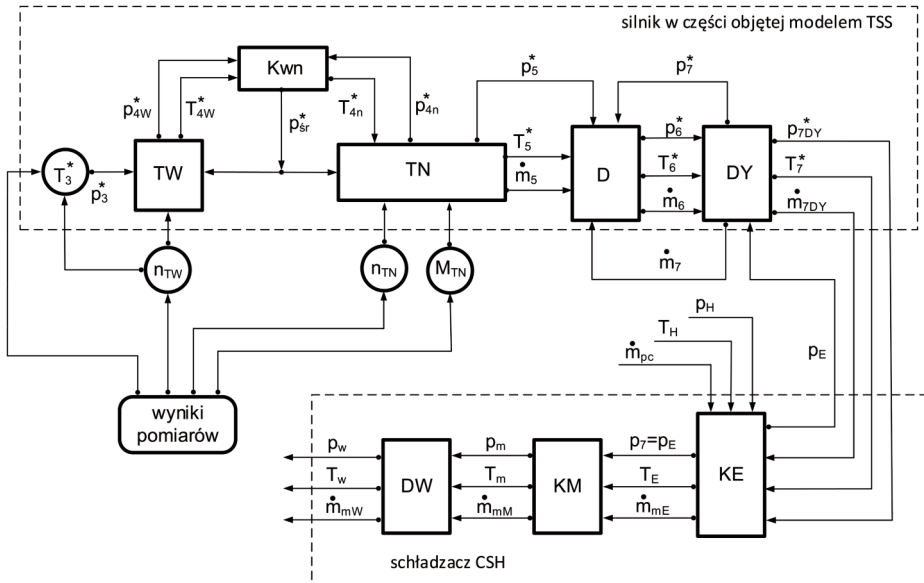 silnik w części objętej modelem TSS
Kwn
p*4W
T*4W
p*śr
T*4n
p*4n
p*5
p*7
T*3
p*3
TW
TN
T*5
ṁ5
D
p*6
T*6
ṁ6
DY
p*7DY
T*7
ṁ7DY
nTW
nTN
MTN
ṁ7
pH
TH
ṁpc
pE
wyniki
pomiarów
pw
Tw
ṁmW
DW
pm
Tm
ṁmM
KM
p7=pE
TE
ṁmE
KE
schładzacz CSH